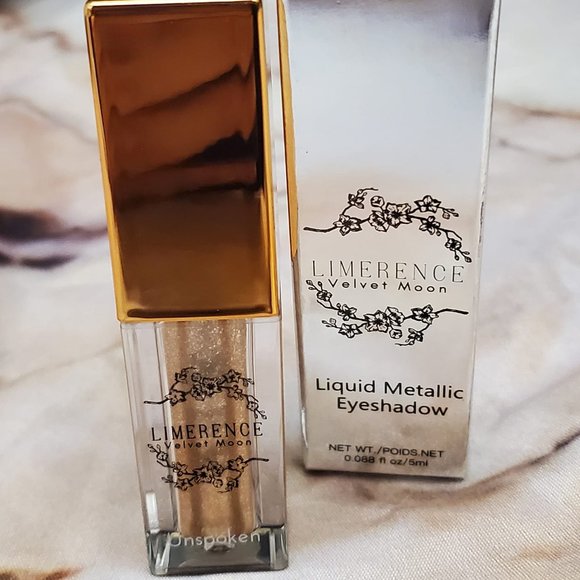 LIMERENCE
Velvet Moon
Unspoken
LIMERENCE
Velvet Moon
Liquid Metallic
Eyeshadow
NET WT./POIDS.NET
0.088 fl oz/5ml